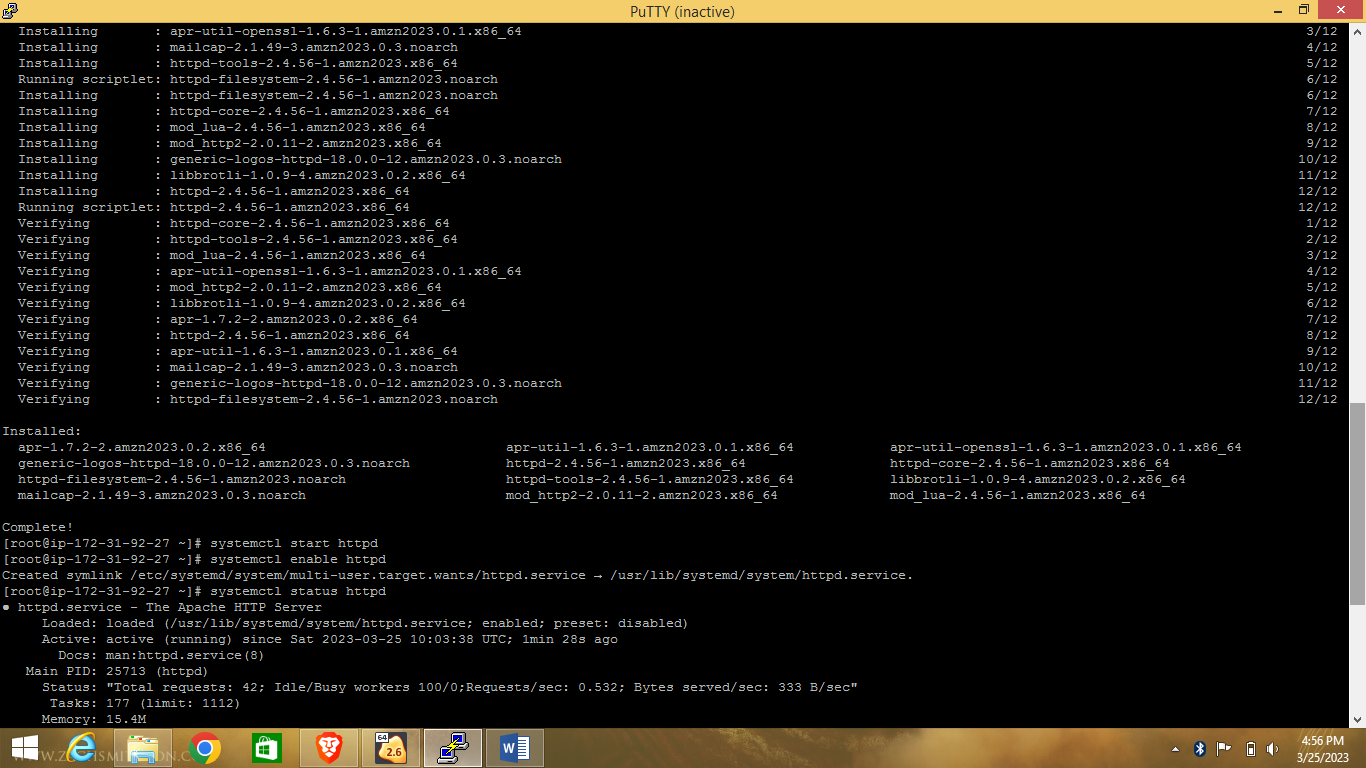 PuTTY (inactive)
Installing : apr-util-openssl-1.6.3-1.amzn2023.0.1.x86_64 3/12
Installing : mailcap-2.1.49-3.amzn2023.0.3.noarch 4/12
Installing : httpd-tools-2.4.56-1.amzn2023.x86_64 5/12
Running scriptlet: httpd-filesystem-2.4.56-1.amzn2023.noarch 6/12
Installing : httpd-filesystem-2.4.56-1.amzn2023.noarch 6/12
Installing : httpd-core-2.4.56-1.amzn2023.x86_64 7/12
Installing : mod_lua-2.4.56-1.amzn2023.x86_64 8/12
Installing : mod_http2-2.0.11-2.amzn2023.x86_64 9/12
Installing : generic-logos-httpd-18.0.0-12.amzn2023.0.3.noarch 10/12
Installing : libbrotli-1.0.9-4.amzn2023.0.2.x86_64 11/12
Installing : httpd-2.4.56-1.amzn2023.x86_64 12/12
Running scriptlet: httpd-2.4.56-1.amzn2023.x86_64 12/12
Verifying : httpd-core-2.4.56-1.amzn2023.x86_64 1/12
Verifying : httpd-tools-2.4.56-1.amzn2023.x86_64 2/12
Verifying : mod_lua-2.4.56-1.amzn2023.x86_64 3/12
Verifying : apr-util-openssl-1.6.3-1.amzn2023.0.1.x86_64 4/12
Verifying : mod_http2-2.0.11-2.amzn2023.x86_64 5/12
Verifying : libbrotli-1.0.9-4.amzn2023.0.2.x86_64 6/12
Verifying : apr-1.7.2-2.amzn2023.0.2.x86_64 7/12
Verifying : httpd-2.4.56-1.amzn2023.x86_64 8/12
Verifying : apr-util-1.6.3-1.amzn2023.0.1.x86_64 9/12
Verifying : mailcap-2.1.49-3.amzn2023.0.3.noarch 10/12
Verifying : generic-logos-httpd-18.0.0-12.amzn2023.0.3.noarch 11/12
Verifying : httpd-filesystem-2.4.56-1.amzn2023.noarch 12/12
Installed:
apr-1.7.2-2.amzn2023.0.2.x86_64 apr-util-1.6.3-1.amzn2023.0.1.x86_64 apr-util-openssl-1.6.3-1.amzn2023.0.1.x86_64
generic-logos-httpd-18.0.0-12.amzn2023.0.3.noarch httpd-2.4.56-1.amzn2023.x86_64 httpd-core-2.4.56-1.amzn2023.x86_64
httpd-filesystem-2.4.56-1.amzn2023.noarch httpd-tools-2.4.56-1.amzn2023.x86_64 libbrotli-1.0.9-4.amzn2023.0.2.x86_64
mailcap-2.1.49-3.amzn2023.0.3.noarch mod_http2-2.0.11-2.amzn2023.x86_64 mod_lua-2.4.56-1.amzn2023.x86_64
Complete!
[root@ip-172-31-92-27 ~]# systemctl start httpd
[root@ip-172-31-92-27 ~]# systemctl enable httpd
Created symlink /etc/systemd/system/multi-user.target.wants/httpd.service → /usr/lib/systemd/system/httpd.service.
[root@ip-172-31-92-27 ~]# systemctl status httpd
● httpd.service - The Apache HTTP Server
Loaded: loaded (/usr/lib/systemd/system/httpd.service; enabled; preset: disabled)
Active: active (running) since Sat 2023-03-25 10:03:38 UTC; 1min 28s ago
Docs: man:httpd.service(8)
Main PID: 25713 (httpd)
Status: "Total requests: 42; Idle/Busy workers 100/0;Requests/sec: 0.532; Bytes served/sec: 333 B/sec"
Tasks: 177 (limit: 1112)
Memory: 15.4M
64
2.6
4:56 PM
3/25/2023